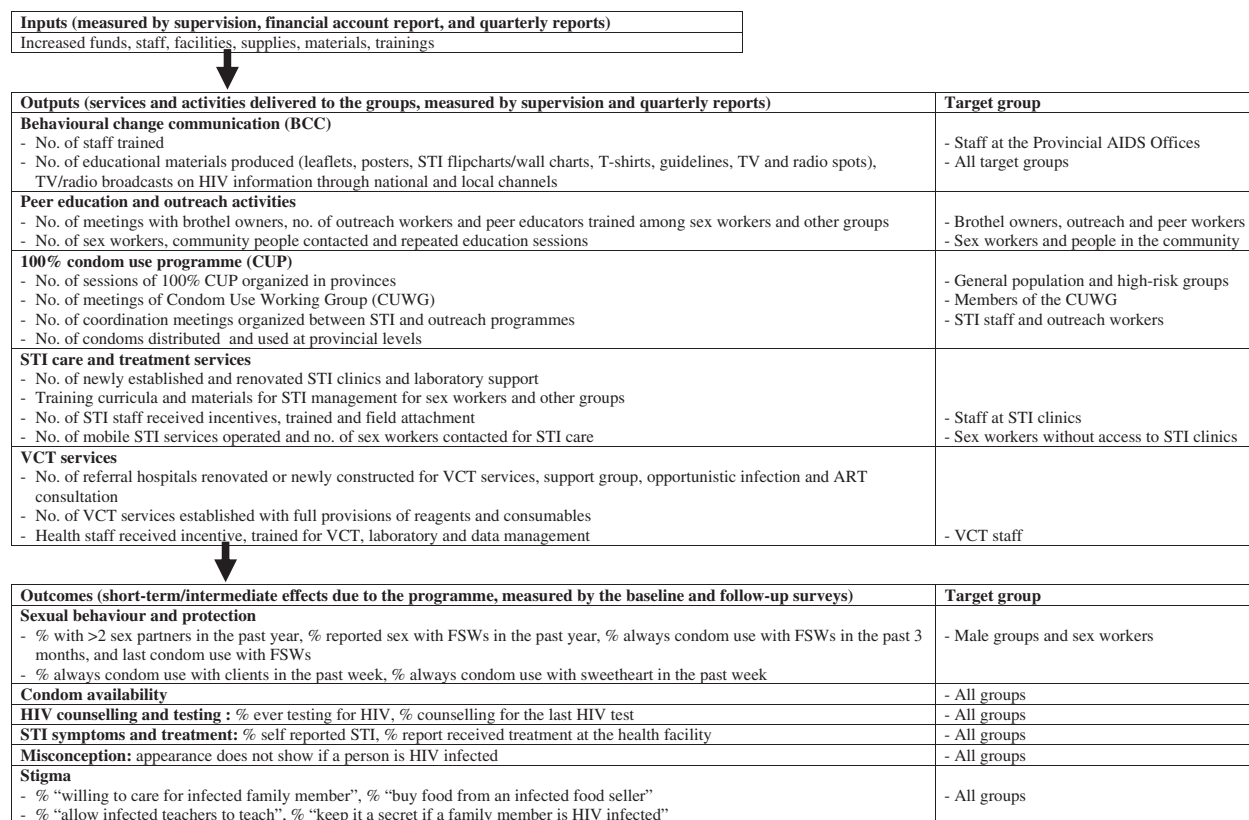 Inputs (measured by supervision, financial account report, and quarterly reports)
Increased funds, staff, facilities, supplies, materials, trainings
Outputs (services and activities delivered to the groups, measured by supervision and quarterly reports)
Target group
Behavioural change communication (BCC)
- No. of staff trained
- Staff at the Provincial AIDS Offices
- No. of educational materials produced (leaflets, posters, STI flipcharts/wall charts, T-shirts, guidelines, TV and radio spots),
- All target groups
TV/radio broadcasts on HIV information through national and local channels
Peer education and outreach activities
- No. of meetings with brothel owners, no. of outreach workers and peer educators trained among sex workers and other groups
- Brothel owners, outreach and peer workers
- No. of sex workers, community people contacted and repeated education sessions
- Sex workers and people in the community
100% condom use programme (CUP)
- No. of sessions of 100% CUP organized in provinces
- General population and high-risk groups
- No. of meetings of Condom Use Working Group (CUWG)
- Members of the CUWG
- No. of coordination meetings organized between STI and outreach programmes
- STI staff and outreach workers
- No. of condoms distributed and used at provincial levels
STI care and treatment services
- No. of newly established and renovated STI clinics and laboratory support
- Training curricula and materials for STI management for sex workers and other groups
- No. of STI staff received incentives, trained and field attachment
- Staff at STI clinics
- No. of mobile STI services operated and no. of sex workers contacted for STI care
- Sex workers without access to STI clinics
VCT services
- No. of referral hospitals renovated or newly constructed for VCT services, support group, opportunistic infection and ART
consultation
- No. of VCT services established with full provisions of reagents and consumables
- Health staff received incentive, trained for VCT, laboratory and data management
- VCT staff
Outcomes (short-term/intermediate effects due to the programme, measured by the baseline and follow-up surveys)
Target group
Sexual behaviour and protection
- % with >2 sex partners in the past year, % reported sex with FSWs in the past year, % always condom use with FSWs in the past 3
- Male groups and sex workers
months, and last condom use with FSWs
- % always condom use with clients in the past week, % always condom use with sweetheart in the past week
Condom availability
- All groups
HIV counselling and testing : % ever testing for HIV, % counselling for the last HIV test
- All groups
STI symptoms and treatment: % self reported STI, % report received treatment at the health facility
- All groups
Misconception: appearance does not show if a person is HIV infected
- All groups
Stigma
- % "willing to care for infected family member", % "buy food from an infected food seller"
- All groups
- % "allow infected teachers to teach", % "keep it a secret if a family member is HIV infected"